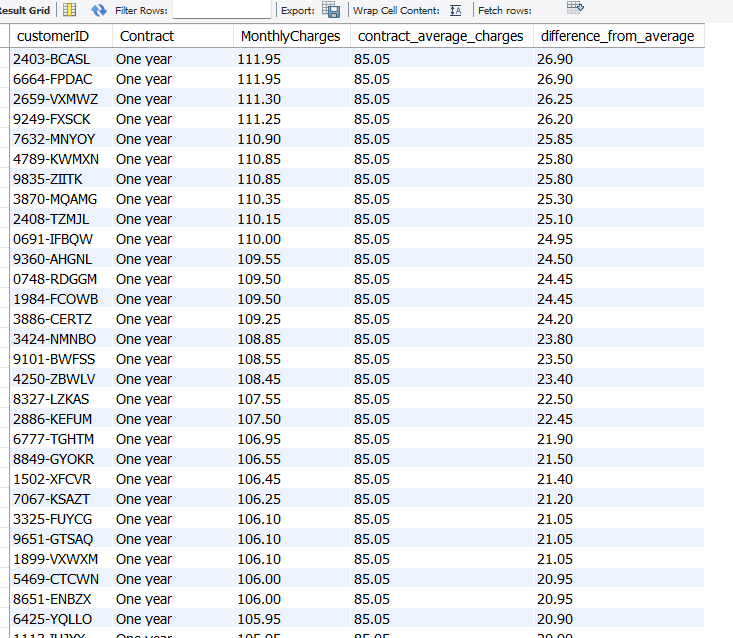 Result Grid Filter Rows: Export: Wrap Cell Content: Fetch rows:
customerID Contract MonthlyCharges contract_average_charges difference_from_average
2403-BCASL One year 111.95 85.05 26.90
6664-FPDAC One year 111.95 85.05 26.90
2659-VXMWZ One year 111.30 85.05 26.25
9249-FXSCK One year 111.25 85.05 26.20
7632-MNYOY One year 110.90 85.05 25.85
4789-KWMXN One year 110.85 85.05 25.80
9835-ZIITK One year 110.85 85.05 25.80
3870-MQAMG One year 110.35 85.05 25.30
2408-TZMJL One year 110.15 85.05 25.10
0691-IFBQW One year 110.00 85.05 24.95
9360-AHGNL One year 109.55 85.05 24.50
0748-RDGGM One year 109.50 85.05 24.45
1984-FCOWB One year 109.50 85.05 24.45
3886-CERTZ One year 109.25 85.05 24.20
3424-NMNBO One year 108.85 85.05 23.80
9101-BWFSS One year 108.55 85.05 23.50
4250-ZBWLV One year 108.45 85.05 23.40
8327-LZKAS One year 107.55 85.05 22.50
2886-KEFUM One year 107.50 85.05 22.45
6777-TGHTM One year 106.95 85.05 21.90
8849-GYOKR One year 106.55 85.05 21.50
1502-XFCVR One year 106.45 85.05 21.40
7067-KSAZT One year 106.25 85.05 21.20
3325-FUYCG One year 106.10 85.05 21.05
9651-GTSAQ One year 106.10 85.05 21.05
1899-VXWXM One year 106.10 85.05 21.05
5469-CTCWN One year 106.00 85.05 20.95
8651-ENBZX One year 106.00 85.05 20.95
6425-YQLLO One year 105.95 85.05 20.90
One year 105.95 85.05 20.90